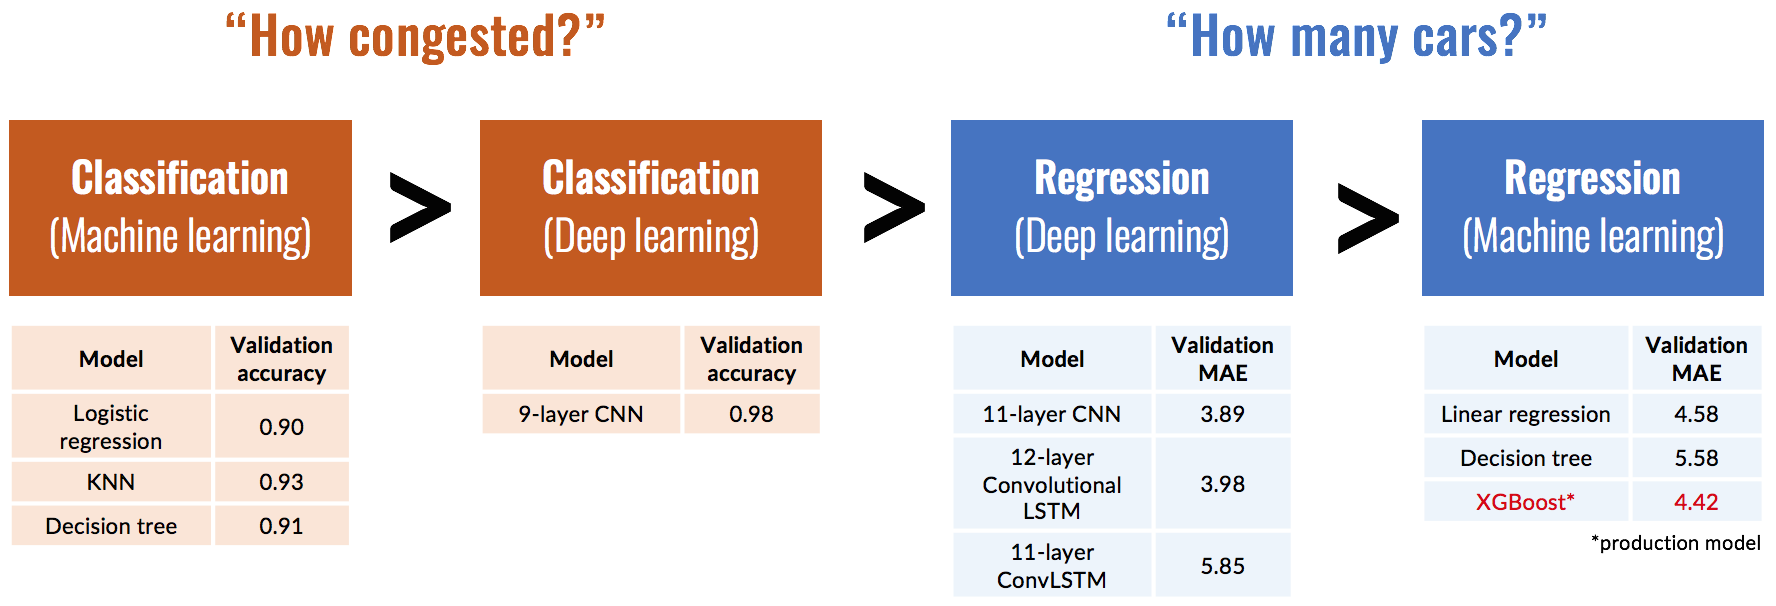 “How congested?”
“How many cars?”
Classification
(Machine learning)
>
Classification
(Deep learning)
>
Regression
(Deep learning)
>
Regression
(Machine learning)
Model
Validation
accuracy
Logistic
regression
0.90
KNN
0.93
Decision tree
0.91
Model
Validation
accuracy
9-layer CNN
0.98
Model
Validation
MAE
11-layer CNN
3.89
12-layer
Convolutional
LSTM
3.98
11-layer
ConvLSTM
5.85
Model
Validation
MAE
Linear regression
4.58
Decision tree
5.58
XGBoost*
4.42
*production model